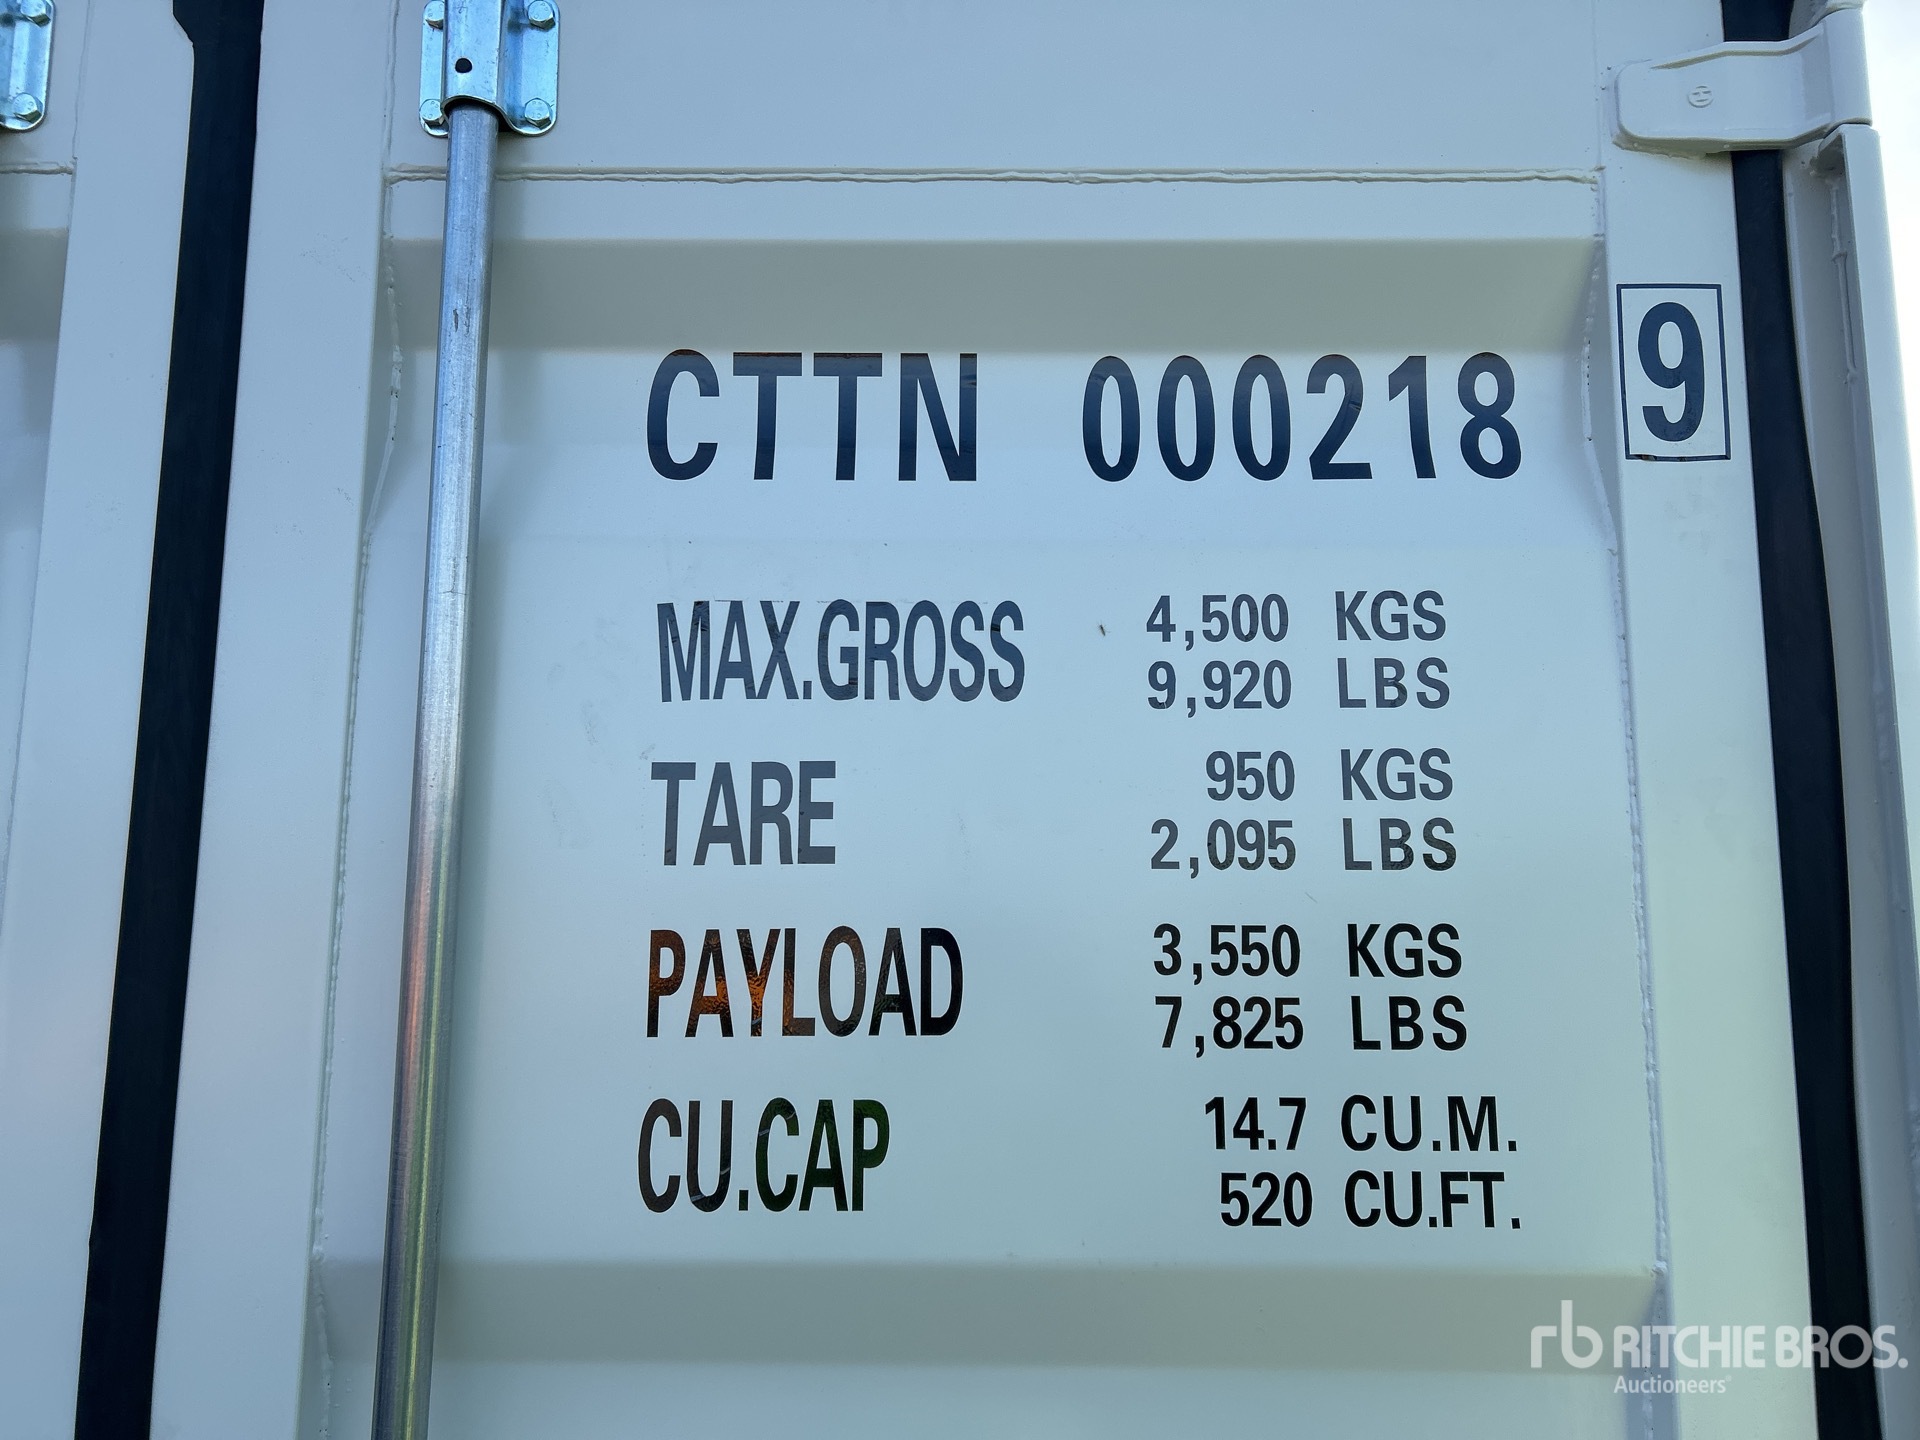 CTTN 000218 9
MAX.GROSS 4,500 KGS
9,920 LBS
TARE 950 KGS
2,095 LBS
PAYLOAD 3,550 KGS
7,825 LBS
CU.CAP 14.7 CU.M.
520 CU.FT.
rb RITCHIE BROS.
Auctioneers